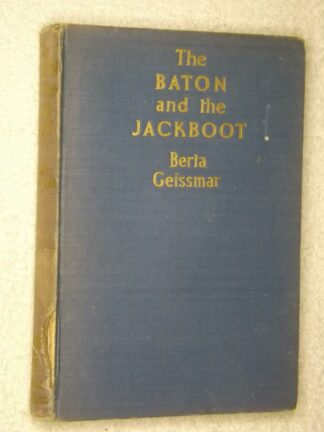 The
BATON
and the
JACKBOOT
Berta
Geissmar